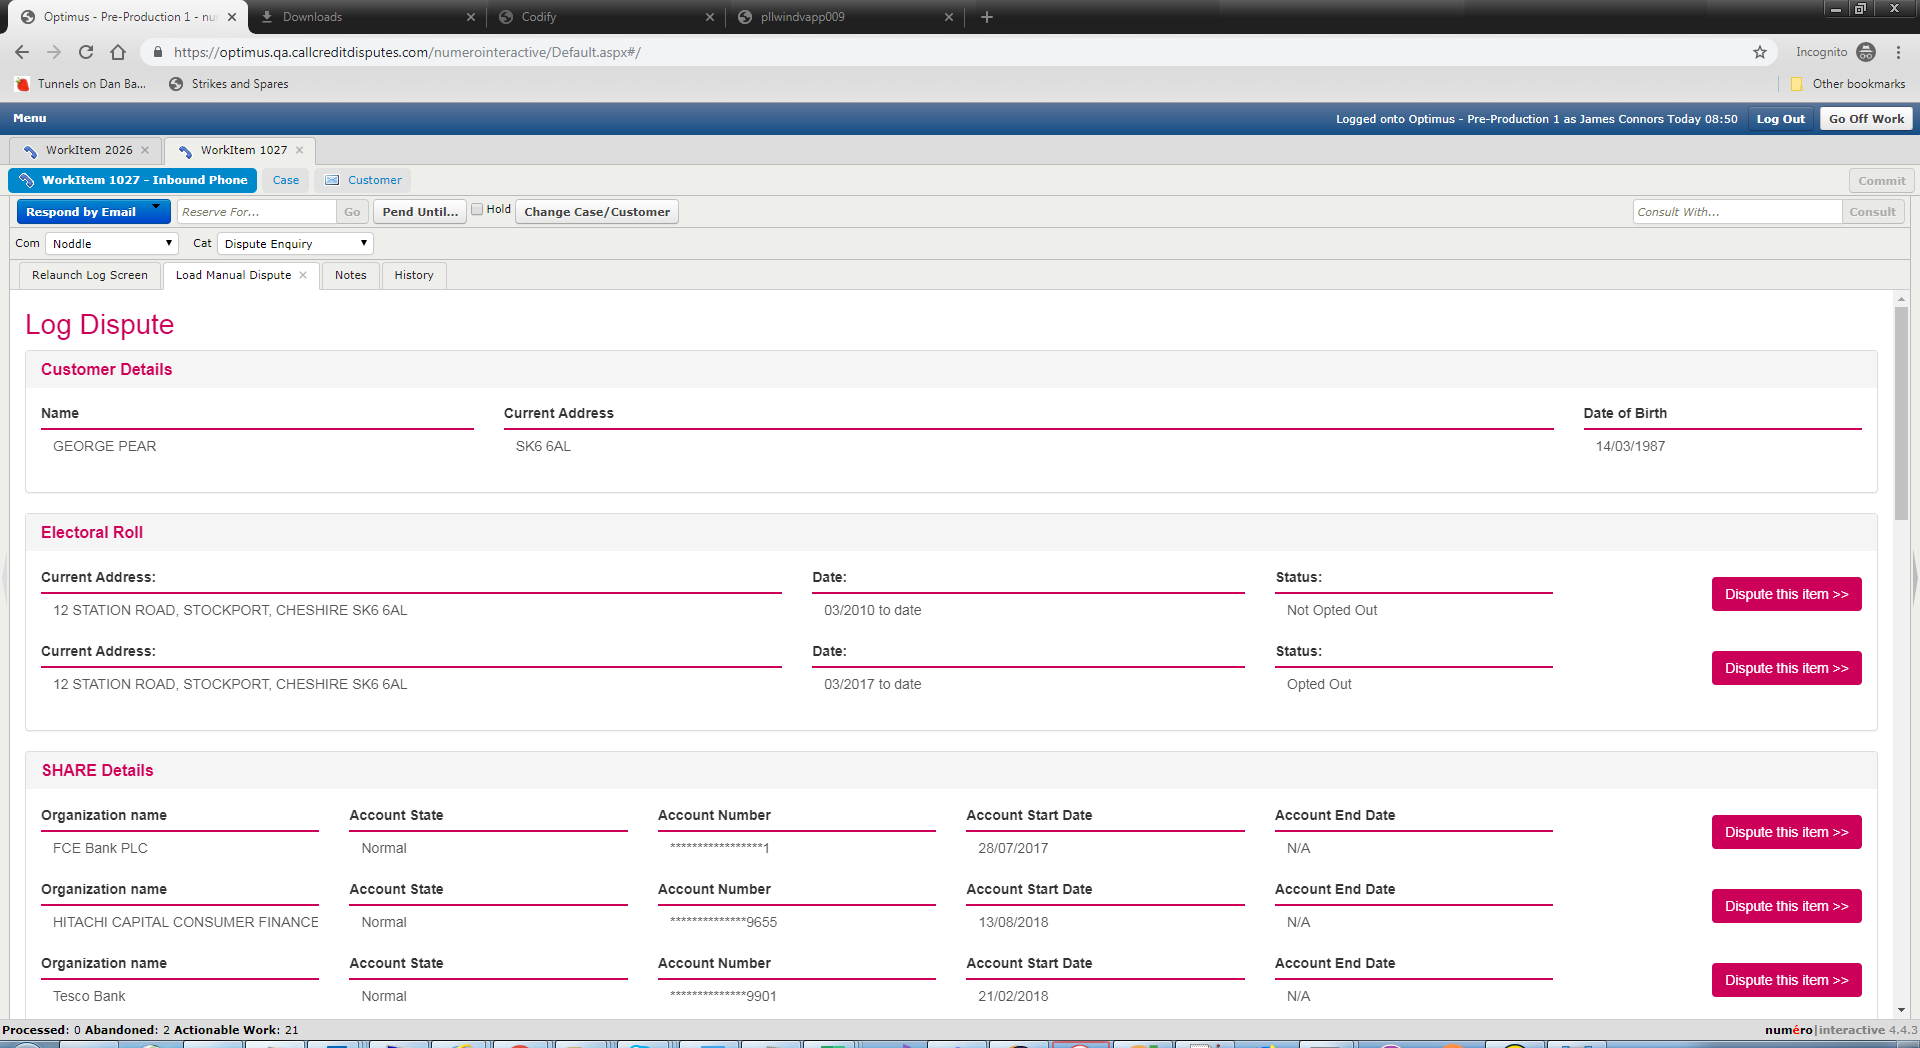 Optimus - Pre-Production 1 - nu
Downloads
Codify
pllwindvapp009
https://optimus.qa.callcreditdisputes.com/numerointeractive/Default.aspx#/
Incognito
Tunnels on Dan Ba...
Strikes and Spares
Other bookmarks
Menu
Logged onto Optimus - Pre-Production 1 as James Connors Today 08:50
Log Out
Go Off Work
WorkItem 2026
WorkItem 1027
WorkItem 1027 - Inbound Phone
Case
Customer
Commit
Respond by Email
Reserve For...
Go
Pend Until...
Hold
Change Case/Customer
Consult With...
Consult
Com Noddle
Cat Dispute Enquiry
Relaunch Log Screen
Load Manual Dispute
Notes
History
Log Dispute
Customer Details
Name Current Address Date of Birth
GEORGE PEAR SK6 6AL 14/03/1987
Electoral Roll
Current Address: Date: Status:
12 STATION ROAD, STOCKPORT, CHESHIRE SK6 6AL 03/2010 to date Not Opted Out
Dispute this item >>
Current Address: Date: Status:
12 STATION ROAD, STOCKPORT, CHESHIRE SK6 6AL 03/2017 to date Opted Out
Dispute this item >>
SHARE Details
Organization name Account State Account Number Account Start Date Account End Date
FCE Bank PLC Normal *****************1 28/07/2017 N/A
Dispute this item >>
Organization name Account State Account Number Account Start Date Account End Date
HITACHI CAPITAL CONSUMER FINANCE Normal **************9655 13/08/2018 N/A
Dispute this item >>
Organization name Account State Account Number Account Start Date Account End Date
Tesco Bank Normal **************9901 21/02/2018 N/A
Dispute this item >>
Processed: 0 Abandoned: 2 Actionable Work: 21
numéro|interactive 4.4.3